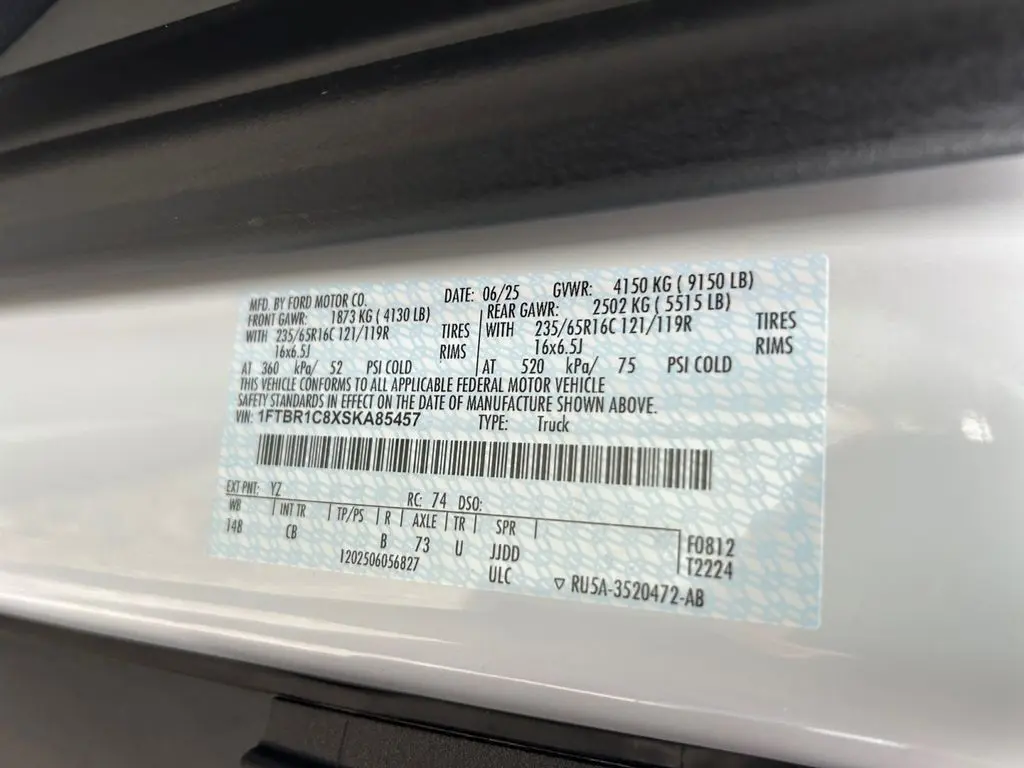 MFD. BY FORD MOTOR CO. DATE: 06/25 GVWR: 4150 KG ( 9150 LB)
FRONT GAWR: 1873 KG ( 4130 LB) REAR GAWR: 2502 KG ( 5515 LB)
WITH 235/65R16C 121/119R TIRES WITH 235/65R16C 121/119R TIRES
16x6.5J RIMS 16x6.5J RIMS
AT 360 kPa/ 52 PSI COLD AT 520 kPa/ 75 PSI COLD
THIS VEHICLE CONFORMS TO ALL APPLICABLE FEDERAL MOTOR VEHICLE
SAFETY STANDARDS IN EFFECT ON THE DATE OF MANUFACTURE SHOWN ABOVE.
VIN: 1FTBR1C8XSKA85457 TYPE: Truck
EXT PNT: YZ RC: 74 DSO:
WB INT TR TP/PS R AXLE TR SPR
148 CB B 73 U JJDD F0812
1202506056827 ULC T2224
▽ RU5A-3520472-AB